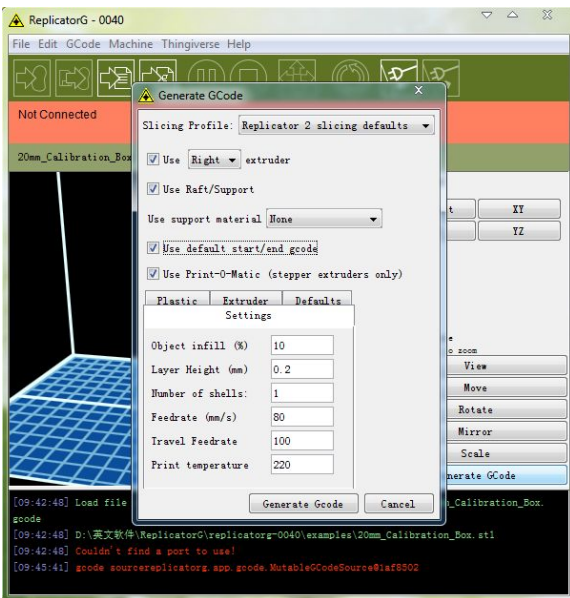 ReplicatorG - 0040
File Edit GCode Machine Thingiverse Help
Not Connected
20mm_Calibration_Box
Generate GCode
Slicing Profile: Replicator 2 slicing defaults
Use Right extruder
Use Raft/Support
Use support material None
Use default start/end gcode
Use Print-O-Matic (stepper extruders only)
Plastic Extruder Defaults
Settings
Object infill (%) 10
Layer Height (mm) 0.2
Number of shells: 1
Feedrate (mm/s) 80
Travel Feedrate 100
Print temperature 220
Generate Gcode Cancel
t XY
YZ
e
o zoom
View
Move
Rotate
Mirror
Scale
nerate GCode
[09:42:48] Load file m_Calibration_Box.
gcode
[09:42:48] D:\英文软件\ReplicatorG\replicatorg-0040\examples\20mm_Calibration_Box.stl
[09:42:48] Couldn't find a port to use!
[09:45:41] gcode sourcereplicatorg.app.gcode.MutableGCodeSource@1af8502